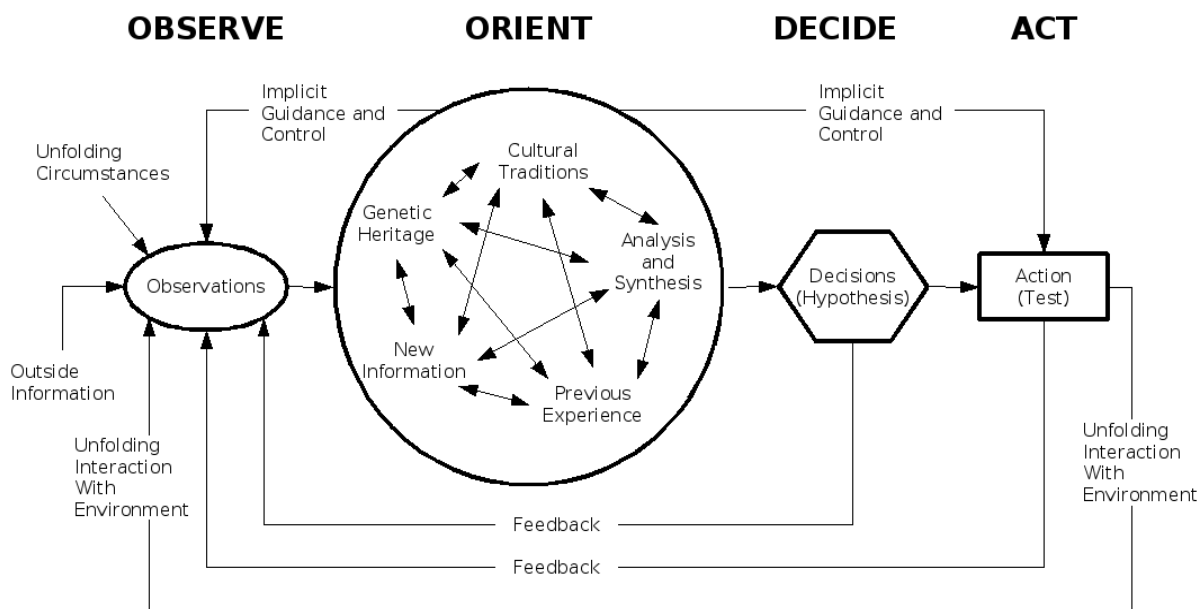 OBSERVE
ORIENT
DECIDE
ACT
Implicit
Guidance and
Control
Implicit
Guidance and
Control
Unfolding
Circumstances
Cultural
Traditions
Genetic
Heritage
Analysis
and
Synthesis
Observations
Decisions
(Hypothesis)
Action
(Test)
New
Information
Outside
Information
Previous
Experience
Unfolding
Interaction
With
Environment
Unfolding
Interaction
With
Environment
Feedback
Feedback